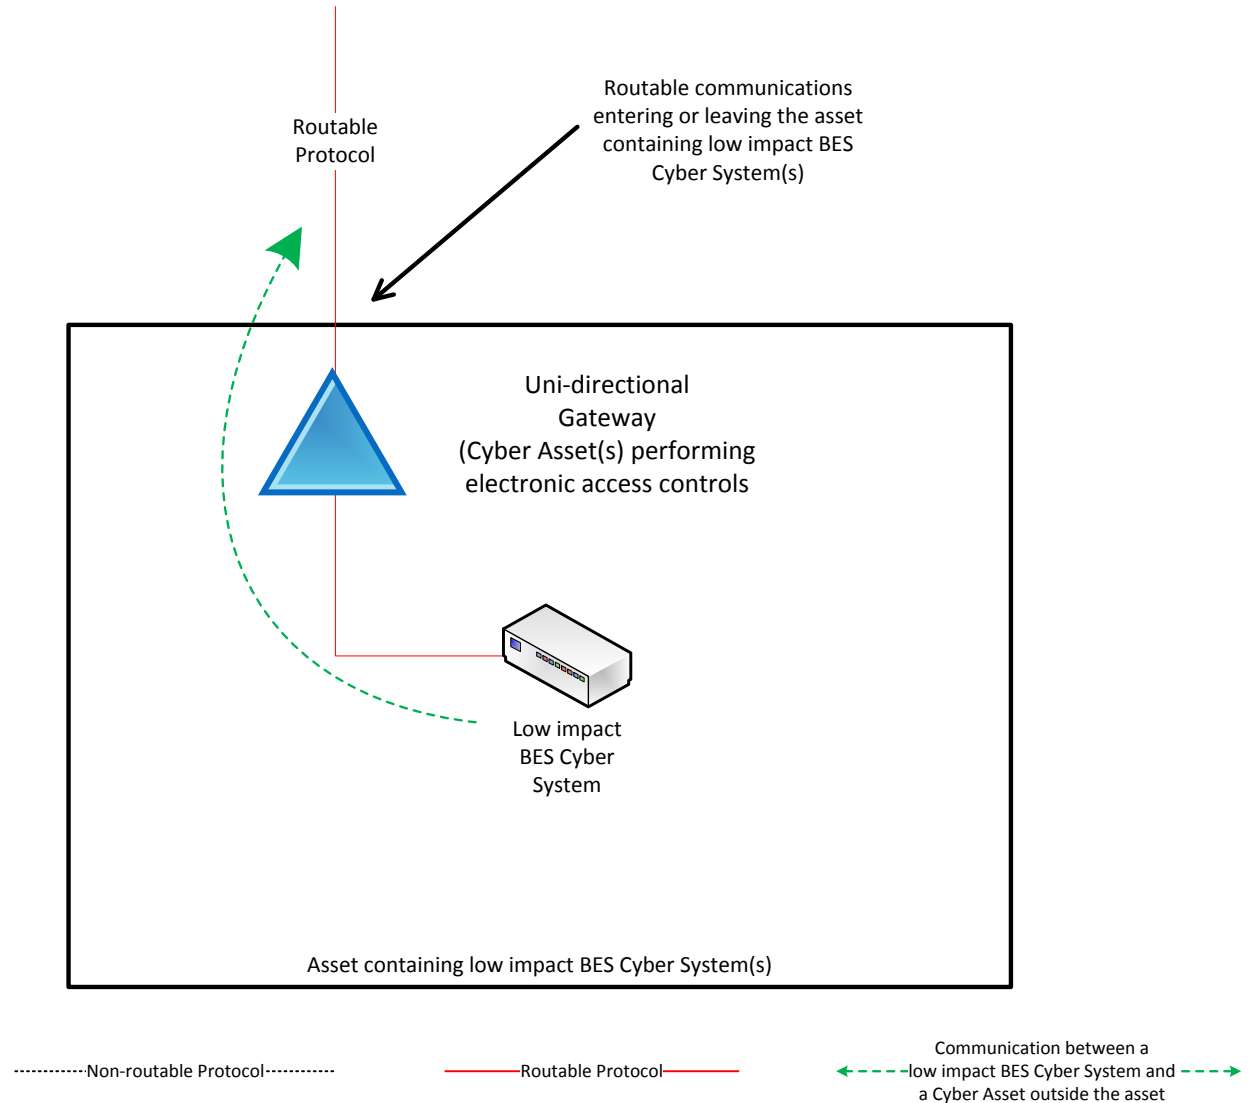 Routable communications
entering or leaving the asset
containing low impact BES
Cyber System(s)
Routable
Protocol
Uni-directional
Gateway
(Cyber Asset(s) performing
electronic access controls
Low impact
BES Cyber
System
Asset containing low impact BES Cyber System(s)
Non-routable Protocol
Routable Protocol
Communication between a
low impact BES Cyber System and
a Cyber Asset outside the asset